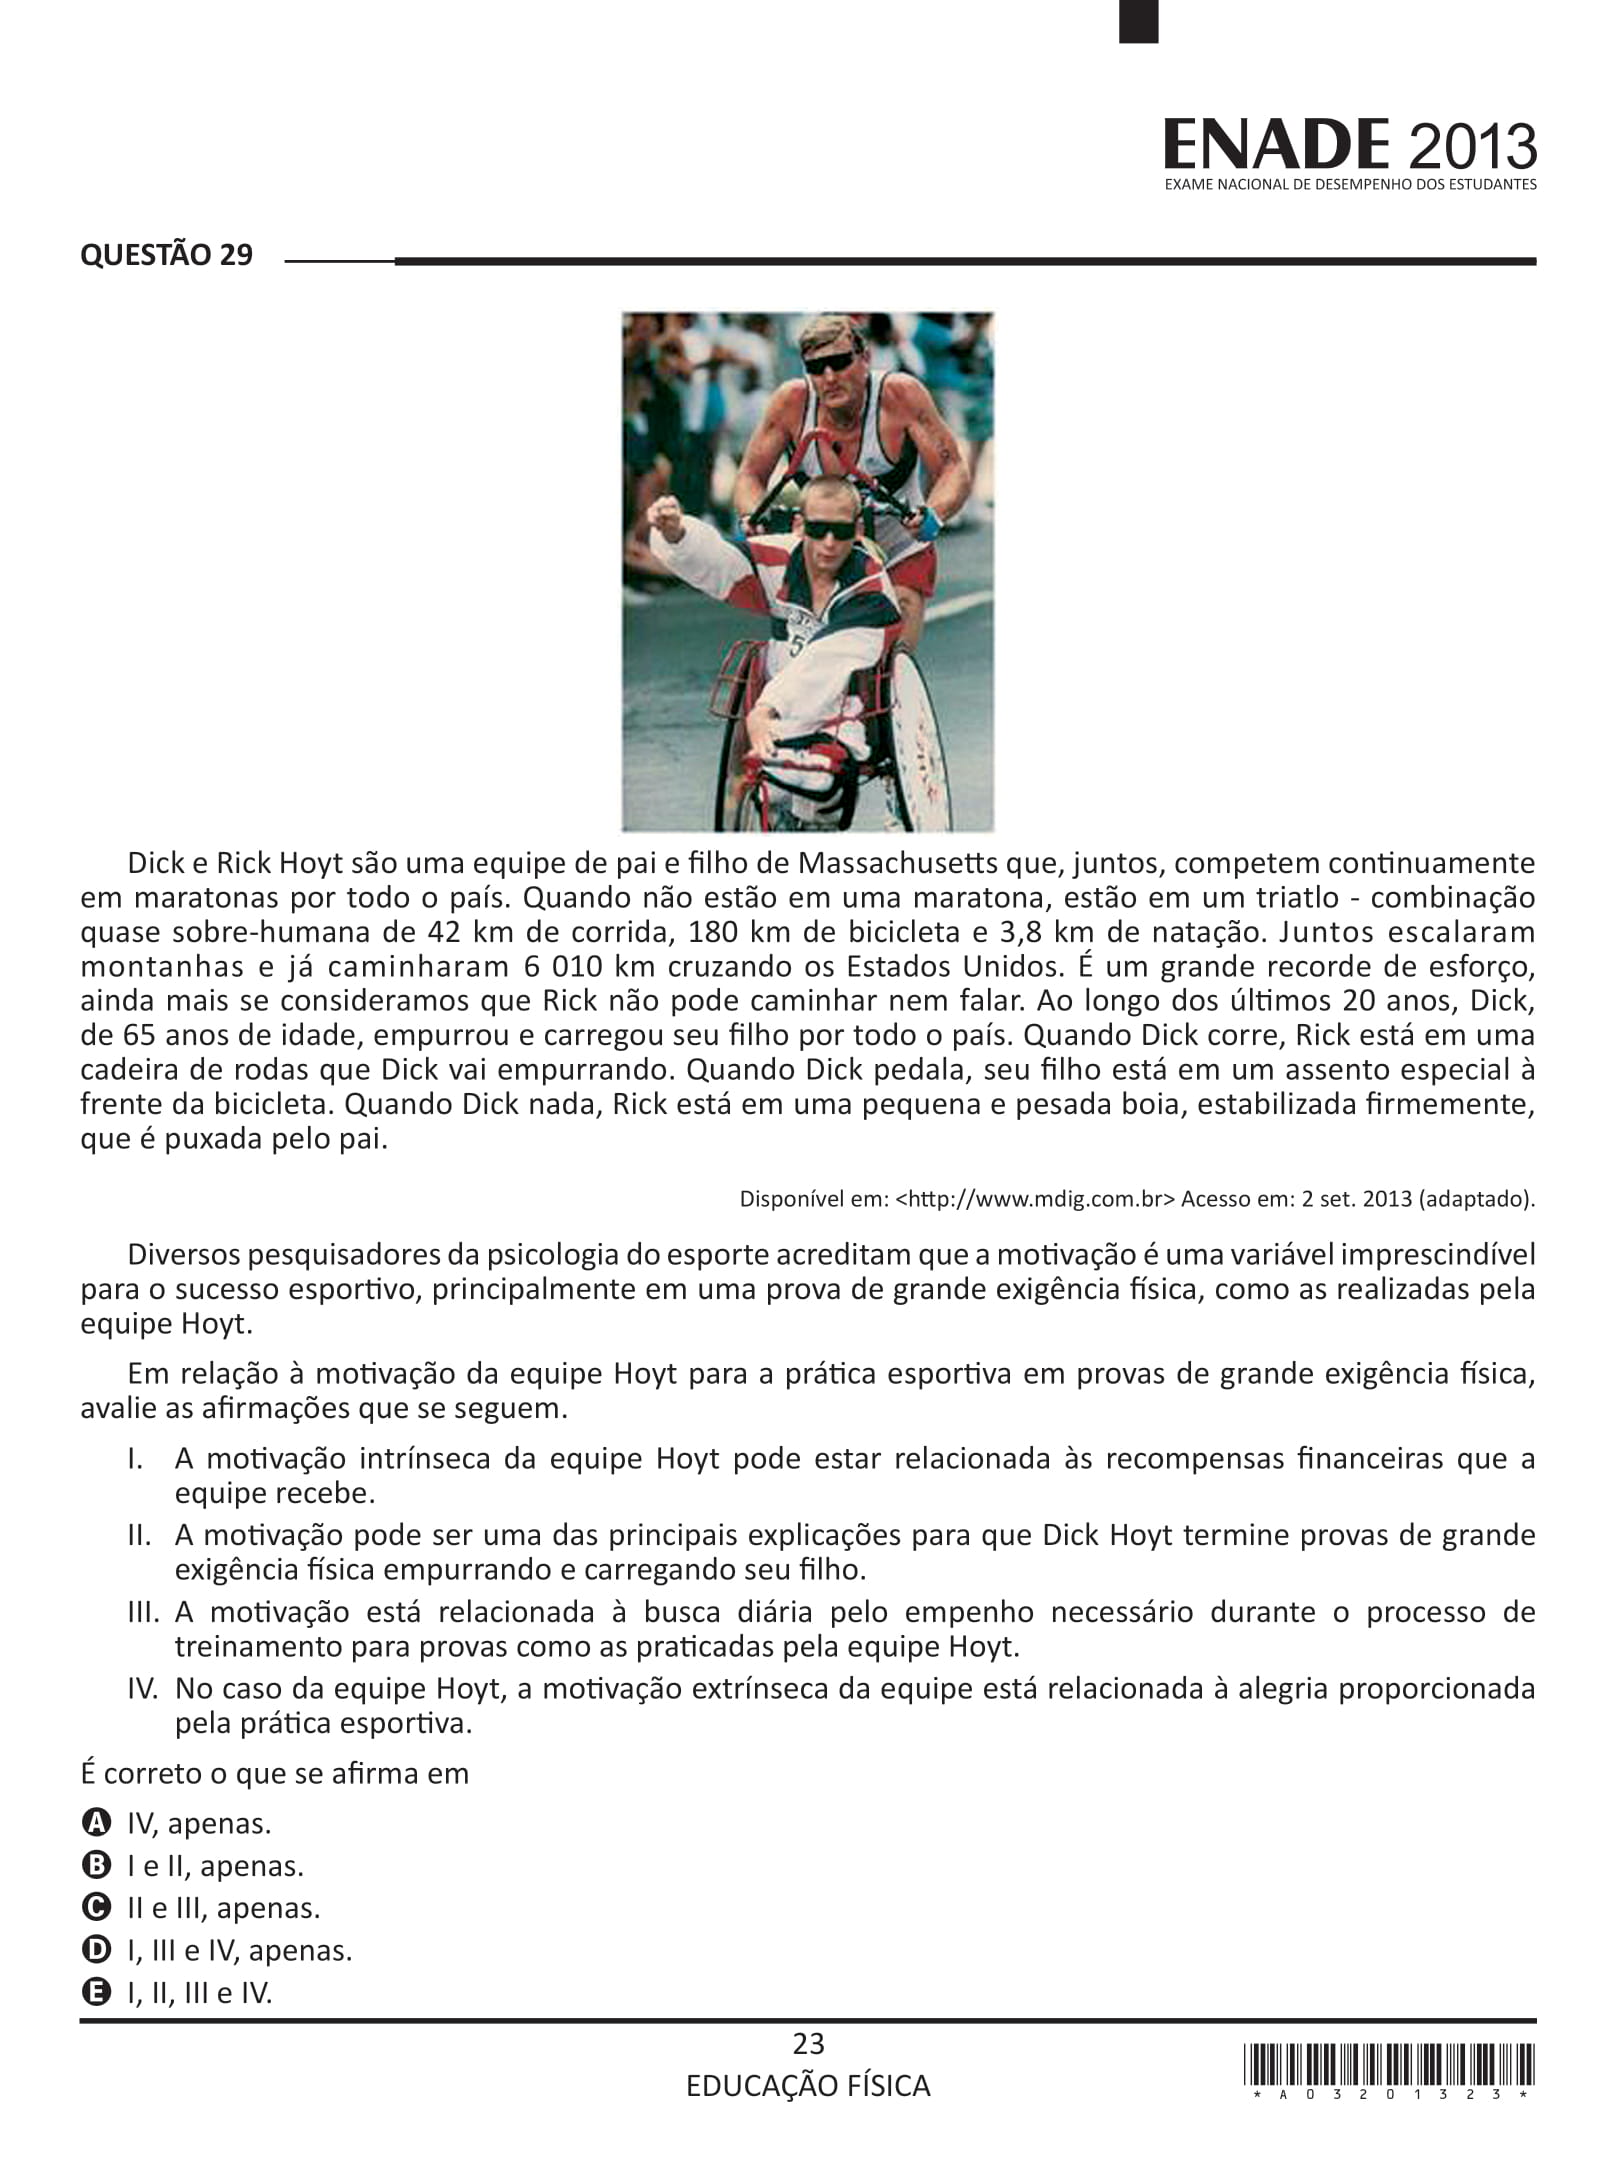 ENADE 2013
EXAME NACIONAL DE DESEMPENHO DOS ESTUDANTES
QUESTÃO 29
5
Dick e Rick Hoyt são uma equipe de pai e filho de Massachusetts que, juntos, competem continuamente
em maratonas por todo o país. Quando não estão em uma maratona, estão em um triatlo - combinação
quase sobre-humana de 42 km de corrida, 180 km de bicicleta e 3,8 km de natação. Juntos escalaram
montanhas e já caminharam 6 010 km cruzando os Estados Unidos. É um grande recorde de esforço,
ainda mais se consideramos que Rick não pode caminhar nem falar. Ao longo dos últimos 20 anos, Dick,
de 65 anos de idade, empurrou e carregou seu filho por todo o país. Quando Dick corre, Rick está em uma
cadeira de rodas que Dick vai empurrando. Quando Dick pedala, seu filho está em um assento especial à
frente da bicicleta. Quando Dick nada, Rick está em uma pequena e pesada boia, estabilizada firmemente,
que é puxada pelo pai.
Disponível em: <http://www.mdig.com.br> Acesso em: 2 set. 2013 (adaptado).
Diversos pesquisadores da psicologia do esporte acreditam que a motivação é uma variável imprescindível
para o sucesso esportivo, principalmente em uma prova de grande exigência física, como as realizadas pela
equipe Hoyt.
Em relação à motivação da equipe Hoyt para a prática esportiva em provas de grande exigência física,
avalie as afirmações que se seguem.
I. A motivação intrínseca da equipe Hoyt pode estar relacionada às recompensas financeiras que a
equipe recebe.
II. A motivação pode ser uma das principais explicações para que Dick Hoyt termine provas de grande
exigência física empurrando e carregando seu filho.
III. A motivação está relacionada à busca diária pelo empenho necessário durante o processo de
treinamento para provas como as praticadas pela equipe Hoyt.
IV. No caso da equipe Hoyt, a motivação extrínseca da equipe está relacionada à alegria proporcionada
pela prática esportiva.
É correto o que se afirma em
A IV, apenas.
B I e II, apenas.
C II e III, apenas.
D I, III e IV, apenas.
E I, II, III e IV.
23
EDUCAÇÃO FÍSICA
* A 0 3 2 0 1 3 2 3 *